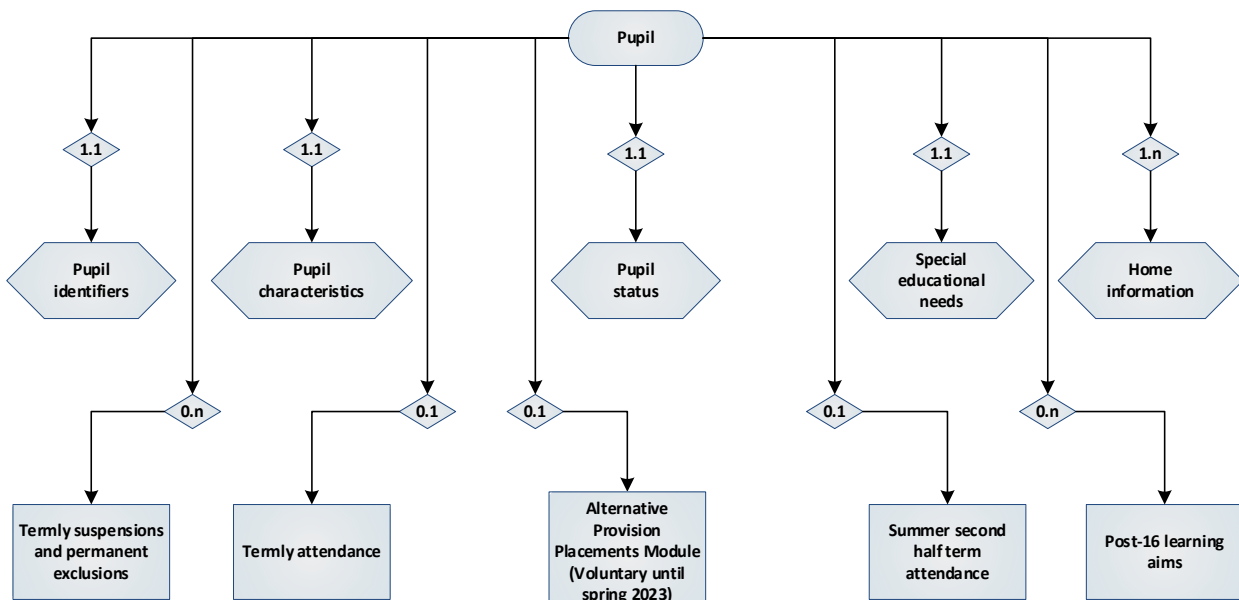 Pupil
1.1
1.1
1.1
1.1
1.n
Pupil
identifiers
Pupil
characteristics
Pupil
status
Special
educational
needs
Home
information
0.n
0.1
0.1
0.1
0.n
Termly suspensions
and permanent
exclusions
Termly attendance
Alternative
Provision
Placements Module
(Voluntary until
spring 2023)
Summer second
half term
attendance
Post-16 learning
aims